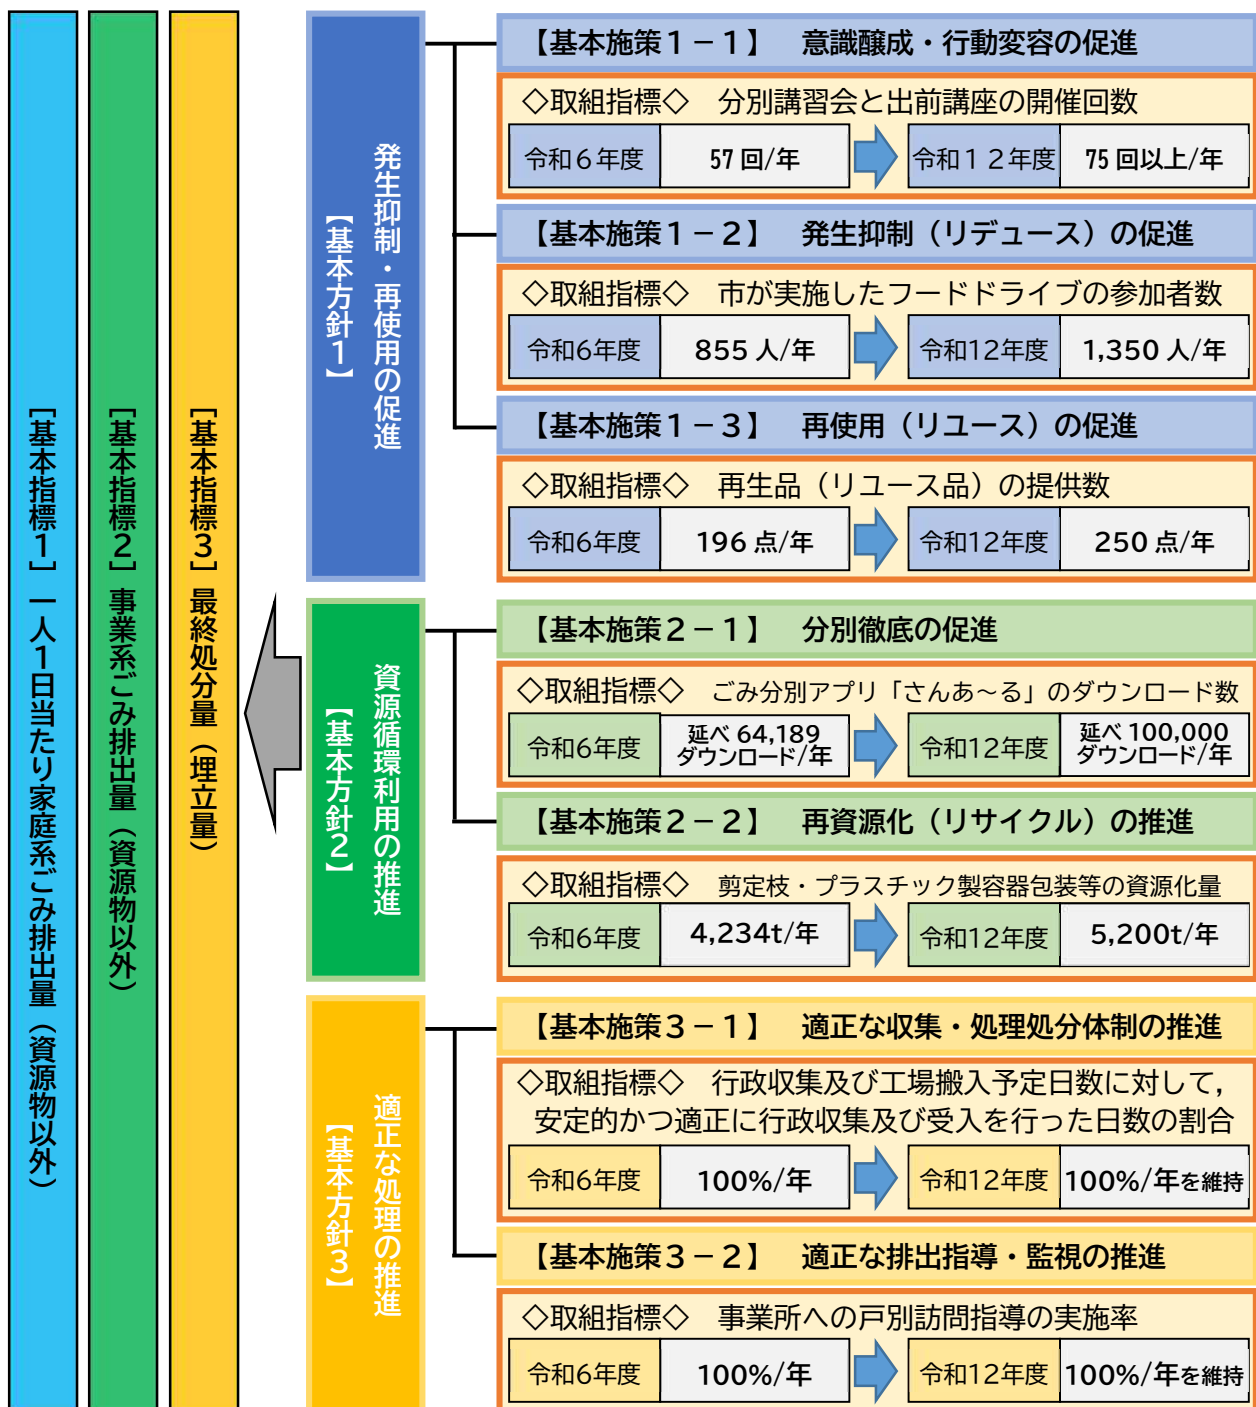 ［基本指標１］ 一人１日当たり家庭系ごみ排出量（資源物以外）
［基本指標２］ 事業系ごみ排出量（資源物以外）
［基本指標３］ 最終処分量（埋立量）
【基本方針１】
発生抑制・再使用の促進
【基本施策１－１】　意識醸成・行動変容の促進
◇取組指標◇　分別講習会と出前講座の開催回数
令和６年度 57回/年 令和１２年度 75回以上/年
【基本施策１－２】　発生抑制（リデュース）の促進
◇取組指標◇　市が実施したフードドライブの参加者数
令和6年度 855人/年 令和12年度 1,350人/年
【基本施策１－３】　再使用（リユース）の促進
◇取組指標◇　再生品（リユース品）の提供数
令和6年度 196点/年 令和12年度 250点/年
【基本方針２】
資源循環利用の推進
【基本施策２－１】　分別徹底の促進
◇取組指標◇　ごみ分別アプリ「さんあ～る」のダウンロード数
令和6年度 延べ64,189 ダウンロード/年 令和12年度 延べ100,000 ダウンロード/年
【基本施策２－２】　再資源化（リサイクル）の推進
◇取組指標◇　剪定枝・プラスチック製容器包装等の資源化量
令和6年度 4,234t/年 令和12年度 5,200t/年
【基本方針３】
適正な処理の推進
【基本施策３－１】　適正な収集・処理処分体制の推進
◇取組指標◇　行政収集及び工場搬入予定日数に対して，
安定的かつ適正に行政収集及び受入を行った日数の割合
令和6年度 100%/年 令和12年度 100%/年を維持
【基本施策３－２】　適正な排出指導・監視の推進
◇取組指標◇　事業所への戸別訪問指導の実施率
令和6年度 100%/年 令和12年度 100%/年を維持